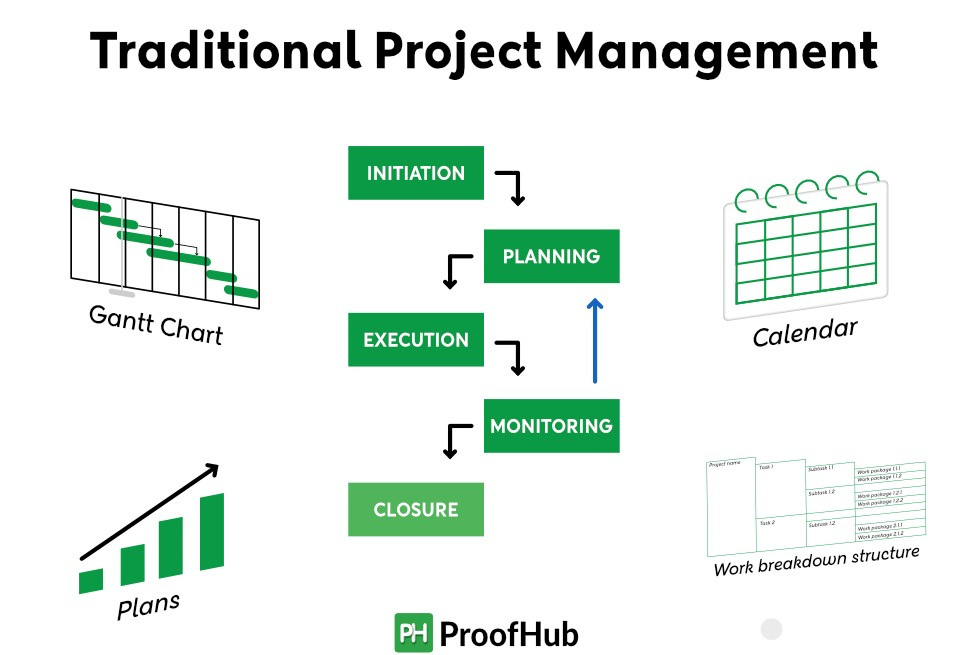 Traditional Project Management
INITIATION
PLANNING
EXECUTION
MONITORING
CLOSURE
Gantt Chart
Calendar
Plans
Project name
Task 1
Subtask 1.1
Work package 1.1.1
Work package 1.1.2
Subtask 1.2
Work package 1.2.1
Work package 1.2.2
Task 2
Subtask 1.2
Work package 2.1.1
Work package 2.1.2
Work breakdown structure
PH ProofHub